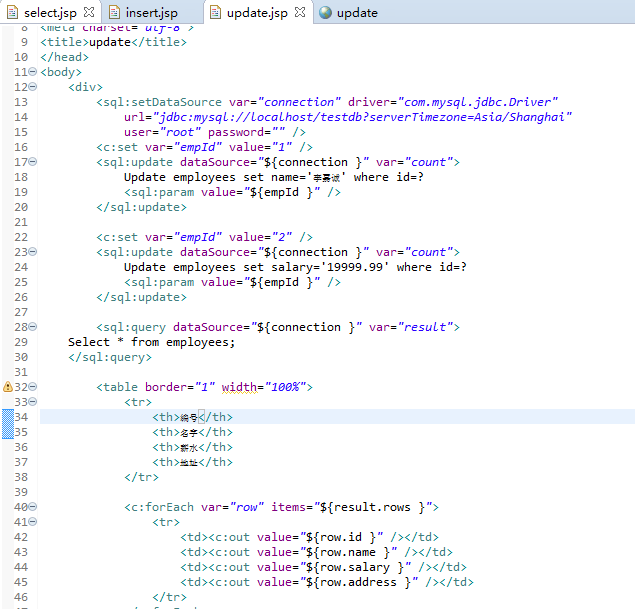 select.jsp insert.jsp update.jsp update
8 <meta charset="utf-8">
9 <title>update</title>
10 </head>
11 <body>
12 <div>
13 <sql:setDataSource var="connection" driver="com.mysql.jdbc.Driver"
14 url="jdbc:mysql://localhost/testdb?serverTimezone=Asia/Shanghai"
15 user="root" password="" />
16 <c:set var="empId" value="1" />
17 <sql:update dataSource="${connection }" var="count">
18 Update employees set name='李嘉诚' where id=?
19 <sql:param value="${empId }" />
20 </sql:update>
21
22 <c:set var="empId" value="2" />
23 <sql:update dataSource="${connection }" var="count">
24 Update employees set salary='19999.99' where id=?
25 <sql:param value="${empId }" />
26 </sql:update>
27
28 <sql:query dataSource="${connection }" var="result">
29 Select * from employees;
30 </sql:query>
31
32 <table border="1" width="100%">
33 <tr>
34 <th>编号</th>
35 <th>名字</th>
36 <th>薪水</th>
37 <th>地址</th>
38 </tr>
39
40 <c:forEach var="row" items="${result.rows }">
41 <tr>
42 <td><c:out value="${row.id }" /></td>
43 <td><c:out value="${row.name }" /></td>
44 <td><c:out value="${row.salary }" /></td>
45 <td><c:out value="${row.address }" /></td>
46 </tr>